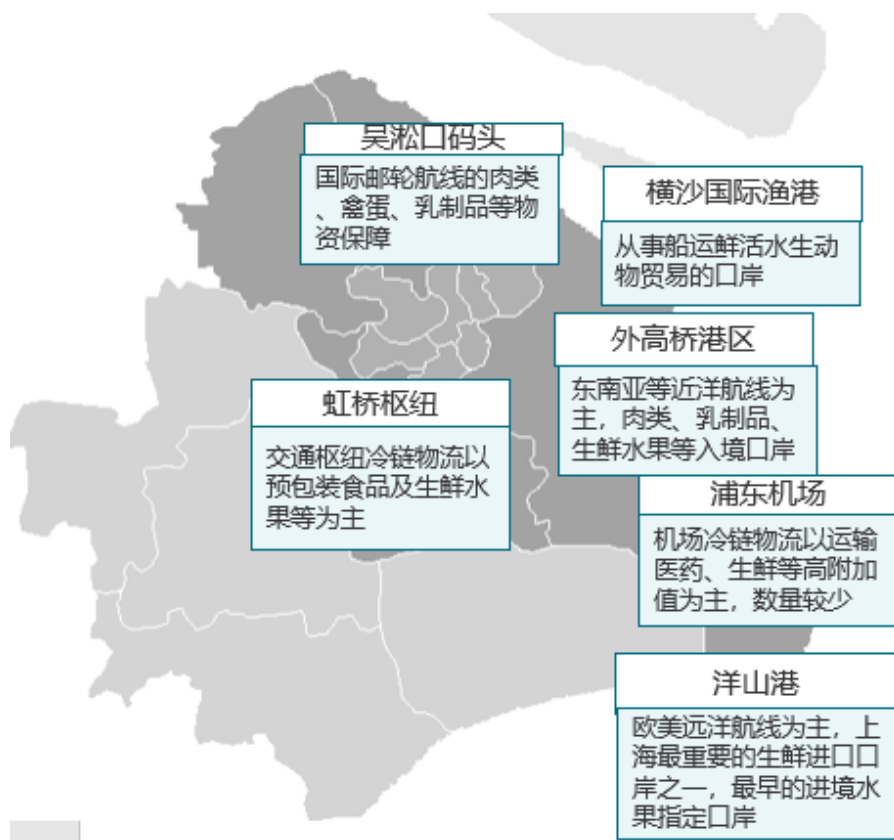 吴淞口码头
国际邮轮航线的肉类
、禽蛋、乳制品等物
资保障
横沙国际渔港
从事船运鲜活水生动
物贸易的口岸
外高桥港区
东南亚等近洋航线为
主，肉类、乳制品、
生鲜水果等入境口岸
虹桥枢纽
交通枢纽冷链物流以
预包装食品及生鲜水
果等为主
浦东机场
机场冷链物流以运输
医药、生鲜等高附加
值为主，数量较少
洋山港
欧美远洋航线为主，上
海最重要的生鲜进口口
岸之一，最早的进境水
果指定口岸